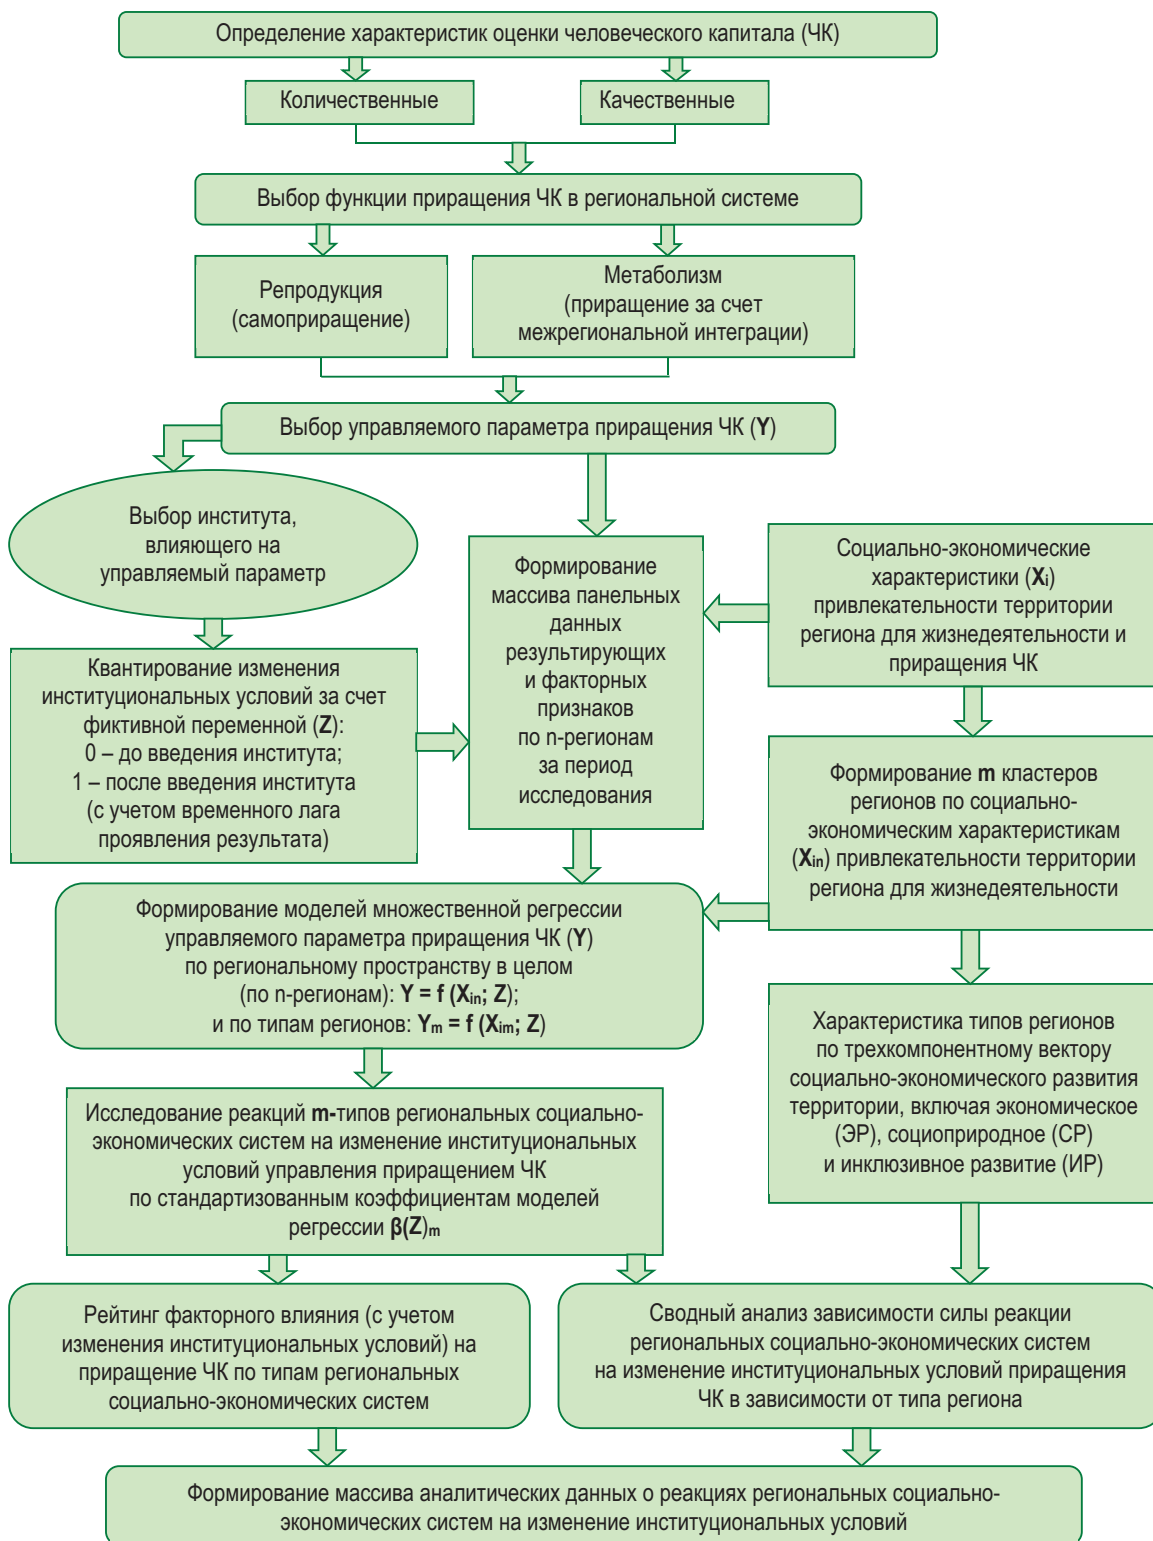 Определение характеристик оценки человеческого капитала (ЧК)
Количественные
Качественные
Выбор функции приращения ЧК в региональной системе
Репродукция
(самоприращение)
Метаболизм
(приращение за счет
межрегиональной интеграции)
Выбор управляемого параметра приращения ЧК (Y)
Выбор института,
влияющего на
управляемый параметр
Квантирование изменения
институциональных условий за счет
фиктивной переменной (Z):
0 – до введения института;
1 – после введения института
(с учетом временного лага
проявления результата)
Формирование
массива панельных
данных
результирующих
и факторных
признаков
по n-регионам
за период
исследования
Социально-экономические
характеристики (Xi)
привлекательности территории
региона для жизнедеятельности и
приращения ЧК
Формирование m кластеров
регионов по социально-
экономическим характеристикам
(Xin) привлекательности территории
региона для жизнедеятельности
Формирование моделей множественной регрессии
управляемого параметра приращения ЧК (Y)
по региональному пространству в целом
(по n-регионам): Y = f (Xin; Z);
и по типам регионов: Ym = f (Xim; Z)
Характеристика типов регионов
по трехкомпонентному вектору
социально-экономического развития
территории, включая экономическое
(ЭР), социоприродное (СР)
и инклюзивное развитие (ИР)
Исследование реакций m-типов региональных социально-
экономических систем на изменение институциональных
условий управления приращением ЧК
по стандартизованным коэффициентам моделей
регрессии β(Z)m
Рейтинг факторного влияния (с учетом
изменения институциональных условий) на
приращение ЧК по типам региональных
социально-экономических систем
Сводный анализ зависимости силы реакции
региональных социально-экономических систем
на изменение институциональных условий приращения
ЧК в зависимости от типа региона
Формирование массива аналитических данных о реакциях региональных социально-
экономических систем на изменение институциональных условий